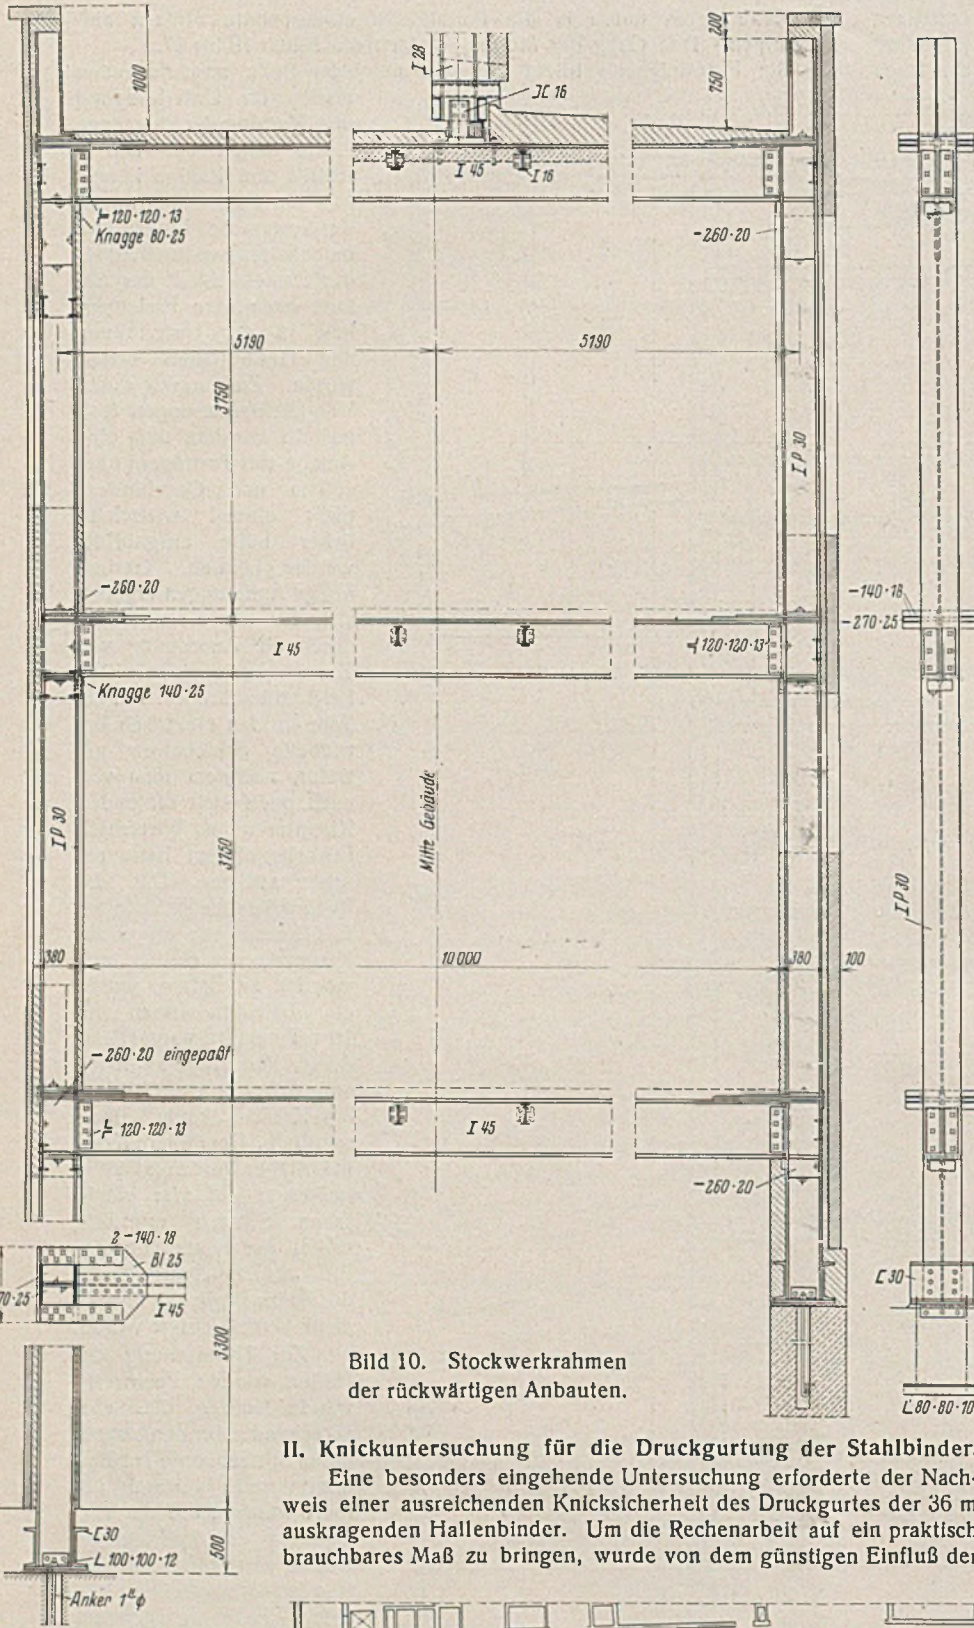 1000
I 28
][ 16
200
750
I 45
I 16
120·120·13
Knagge 80·25
-260·20
5190
5190
3750
I P 30
-260·20
-140·18
-270·25
I 45
120·120·13
Knagge 140·25
I P 30
3750
Mitte Gebäude
I P 30
380
10 000
380
100
-260·20 eingepaßt
120·120·13
I 45
-260·20
2-140·18
Bl 25
70·25
I 45
[ 30
3300
Bild 10. Stockwerkrahmen
der rückwärtigen Anbauten.
L 80·80·10
II. Knickuntersuchung für die Druckgurtung der Stahlbinder.
Eine besonders eingehende Untersuchung erforderte der Nach-
weis einer ausreichenden Knicksicherheit des Druckgurtes der 36 m
auskragenden Hallenbinder. Um die Rechenarbeit auf ein praktisch
brauchbares Maß zu bringen, wurde von dem günstigen Einfluß der
[ 30
L 100·100·12
500
Anker 1" φ